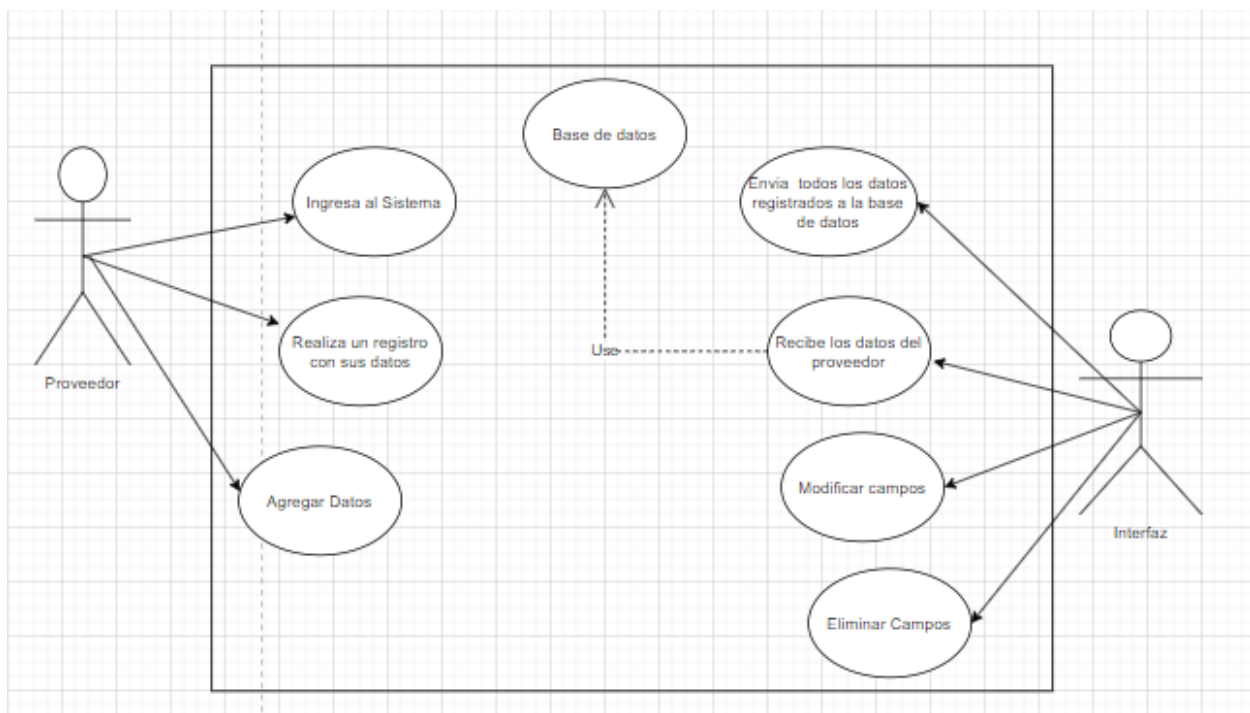 Base de datos
Ingresa al Sistema
Envia todos los datos
registrados a la base
de datos
Realiza un registro
con sus datos
Use
Recibe los datos del
proveedor
Proveedor
Agregar Datos
Modificar campos
Interfaz
Eliminar Campos